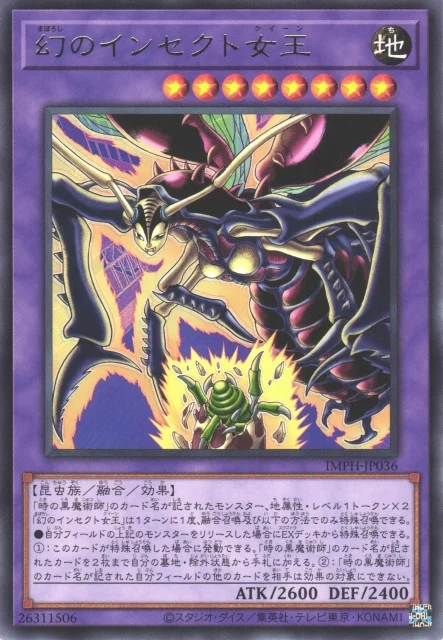 幻のインセクト女王
まぼろし
クイーン
地
ち
【昆虫族／融合／効果】
「時の黒魔術師」のカード名が記されたモンスター、地属性・レベル１トークン×２
「幻のインセクト女王」は１ターンに１度、融合召喚及び以下の方法でのみ特殊召喚できる。
●自分フィールドの上記のモンスターをリリースした場合にEXデッキから特殊召喚できる。
①：このカードが特殊召喚した場合に発動できる。「時の黒魔術師」のカード名が記さ
れたカードを２枚まで自分の墓地・除外状態から手札に加える。②：「時の黒魔術師」
のカード名が記された自分フィールドの他のカードを相手は効果の対象にできない。
IMPH-JP036
ATK/2600 DEF/2400
26311506
©スタジオ・ダイス／集英社・テレビ東京・KONAMI